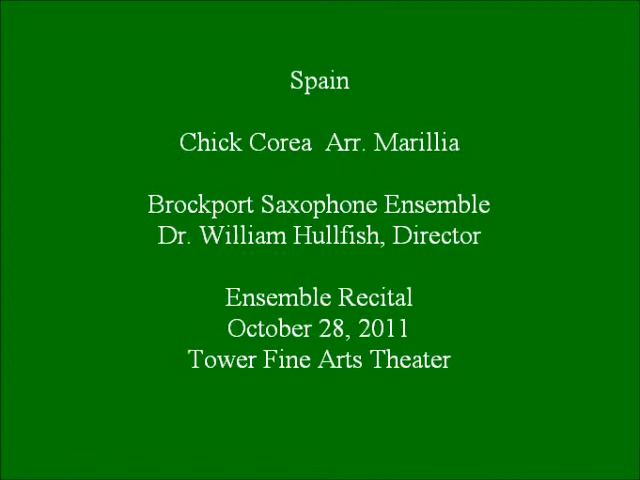 Spain
Chick Corea  Arr. Marillia
Brockport Saxophone Ensemble
Dr. William Hullfish, Director
Ensemble Recital
October 28, 2011
Tower Fine Arts Theater